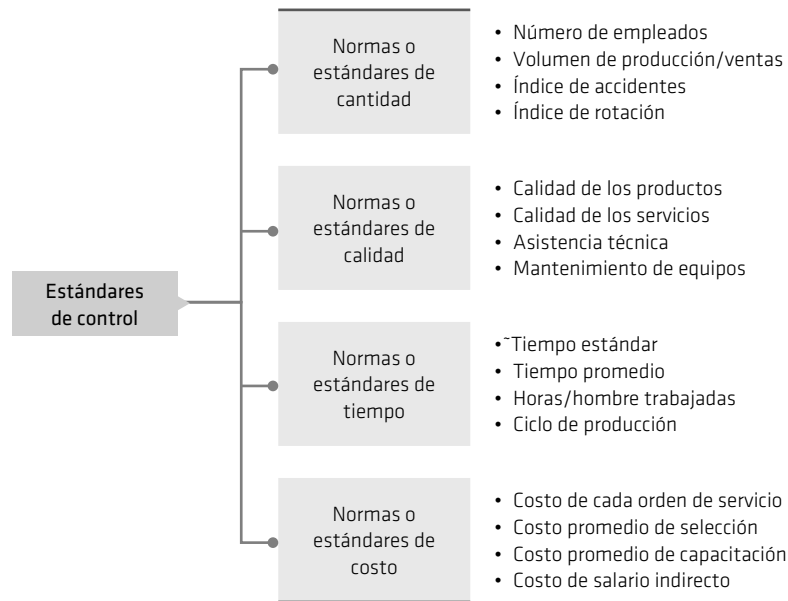 Estándares
de control
Normas o
estándares de
cantidad
• Número de empleados
• Volumen de producción/ventas
• Índice de accidentes
• Índice de rotación
Normas o
estándares de
calidad
• Calidad de los productos
• Calidad de los servicios
• Asistencia técnica
• Mantenimiento de equipos
Normas o
estándares de
tiempo
•˜Tiempo estándar
• Tiempo promedio
• Horas/hombre trabajadas
• Ciclo de producción
Normas o
estándares de
costo
• Costo de cada orden de servicio
• Costo promedio de selección
• Costo promedio de capacitación
• Costo de salario indirecto